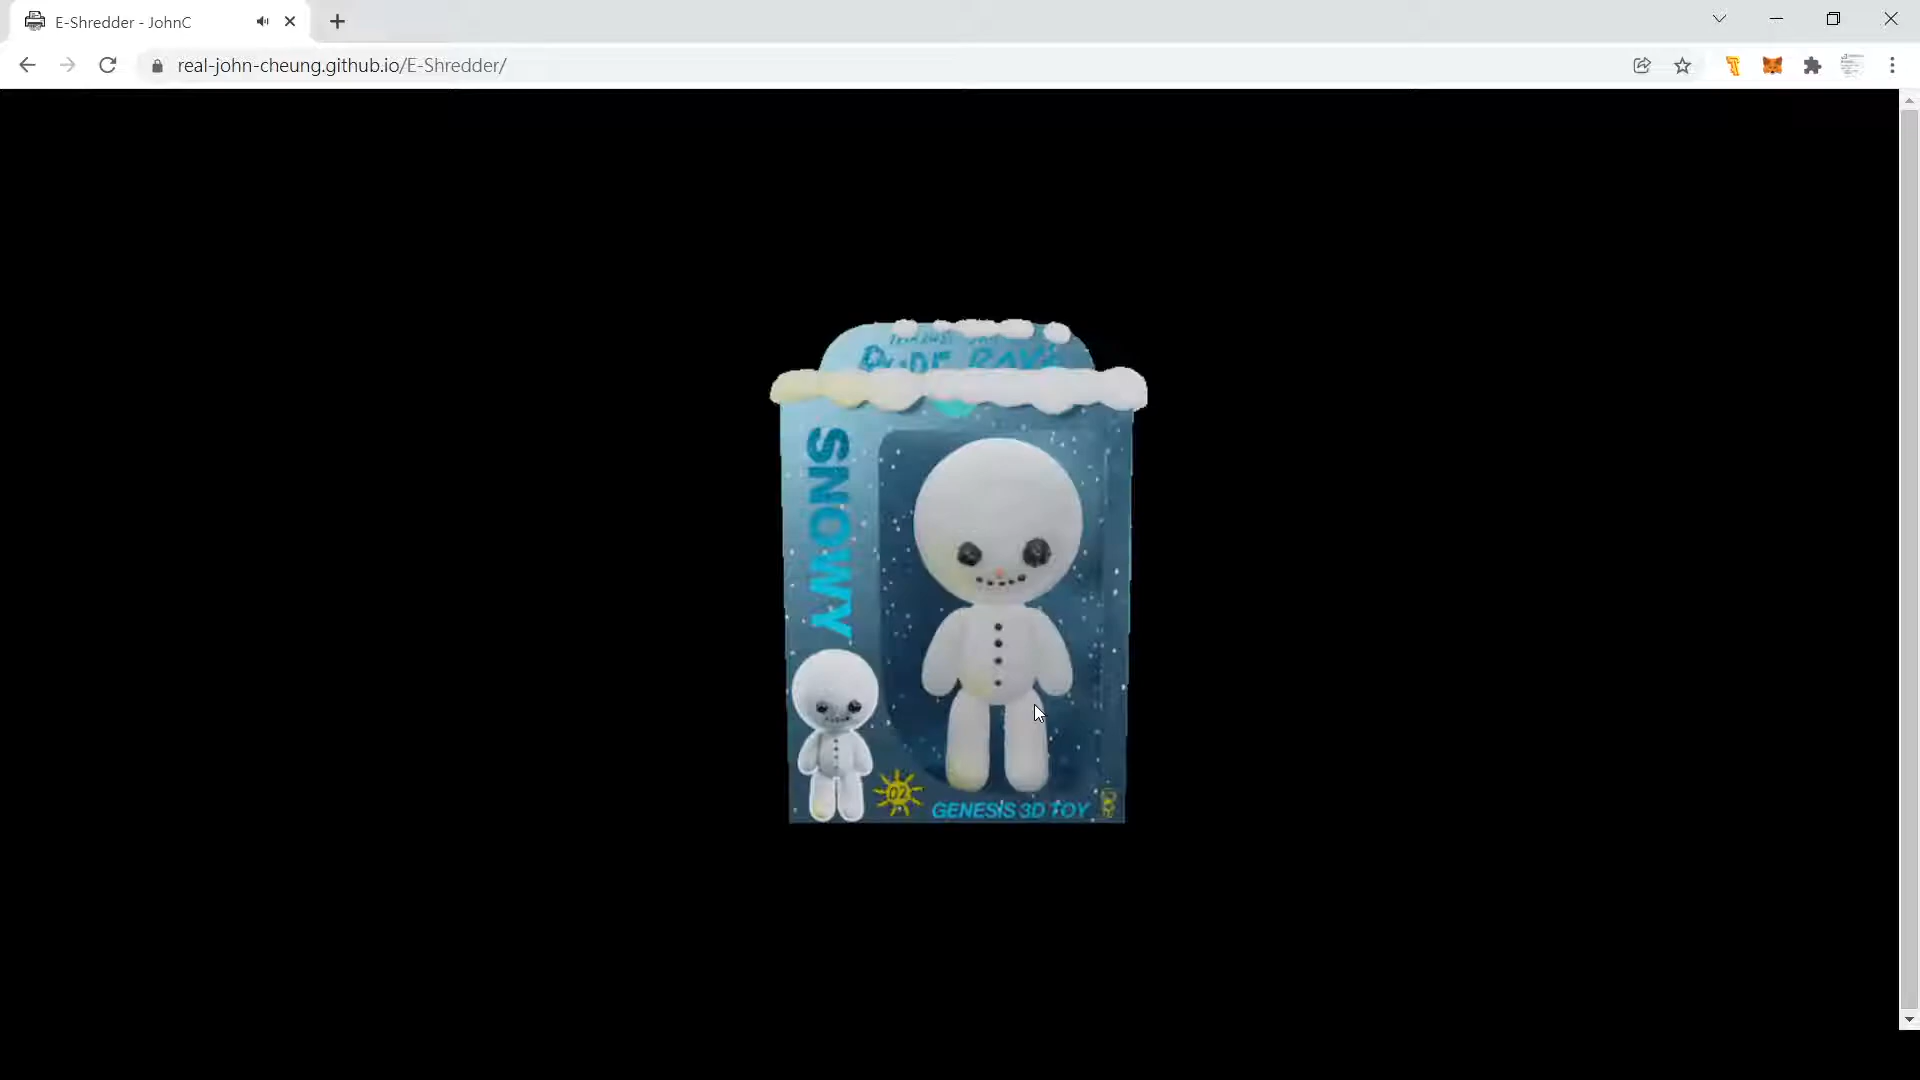 E-Shredder - JohnC
real-john-cheung.github.io/E-Shredder/
SNOWY
02
GENESIS 3D TOY